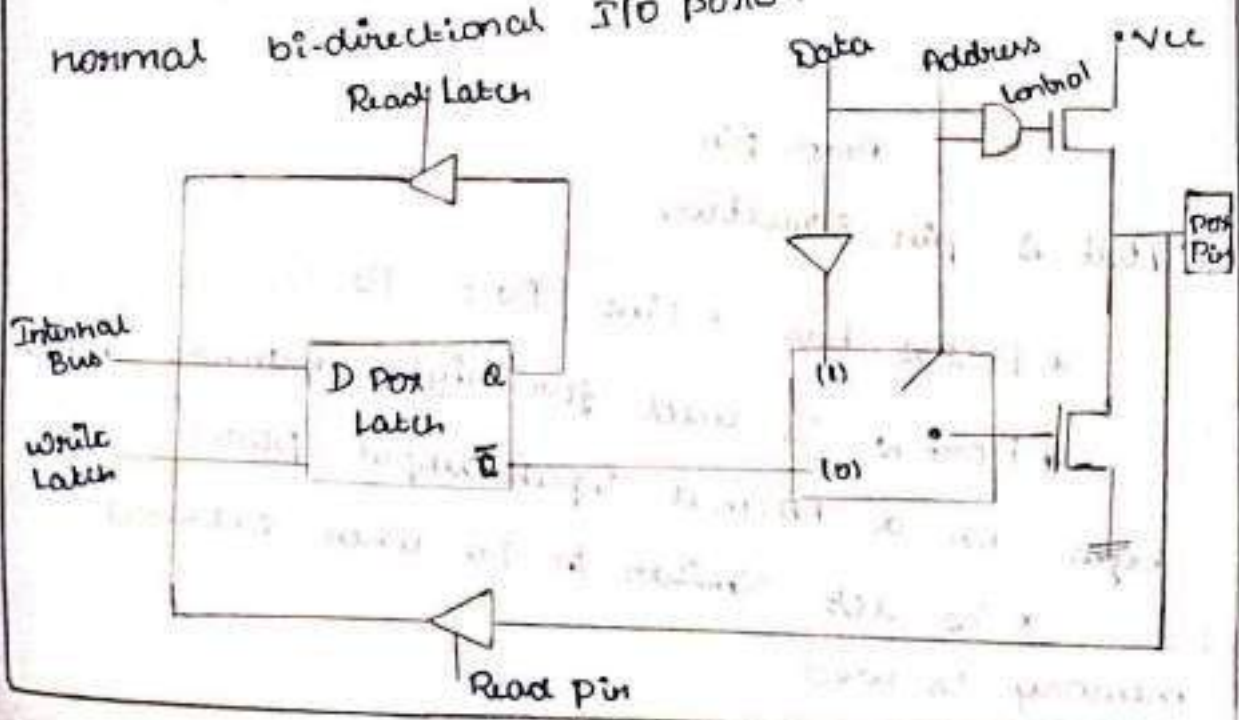 normal bi-directional I/O
Data
Address
Control
Vcc
Read Latch
Port
Pin
Internal
Bus
D Port Q
Latch
Q̅
(1)
(0)
Write
Latch
Read Pin